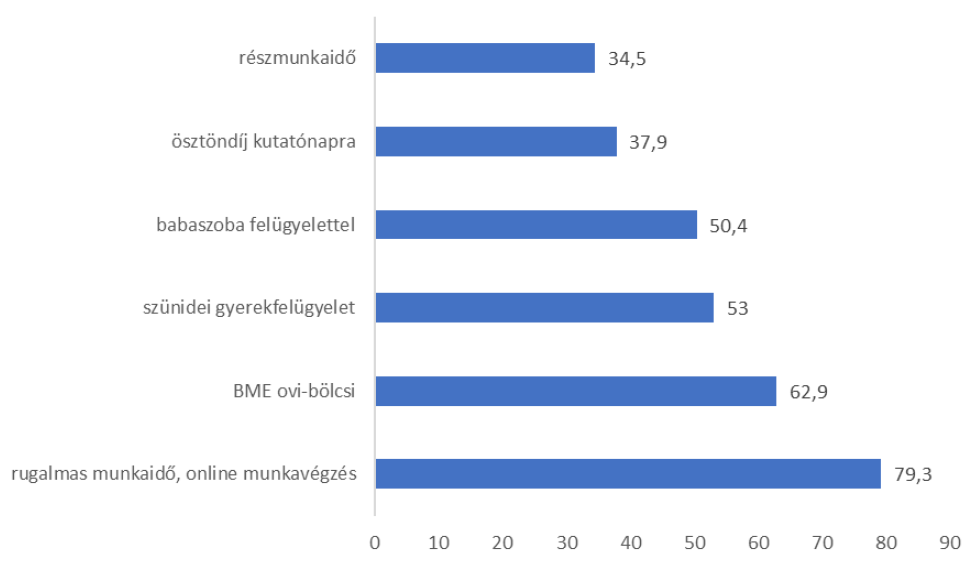 részmunkaidő 34,5
ösztöndíj kutatónapra 37,9
babaszoba felügyelettel 50,4
szünidei gyerekfelügyelet 53
BME ovi-bölcsi 62,9
rugalmas munkaidő, online munkavégzés 79,3
0 10 20 30 40 50 60 70 80 90